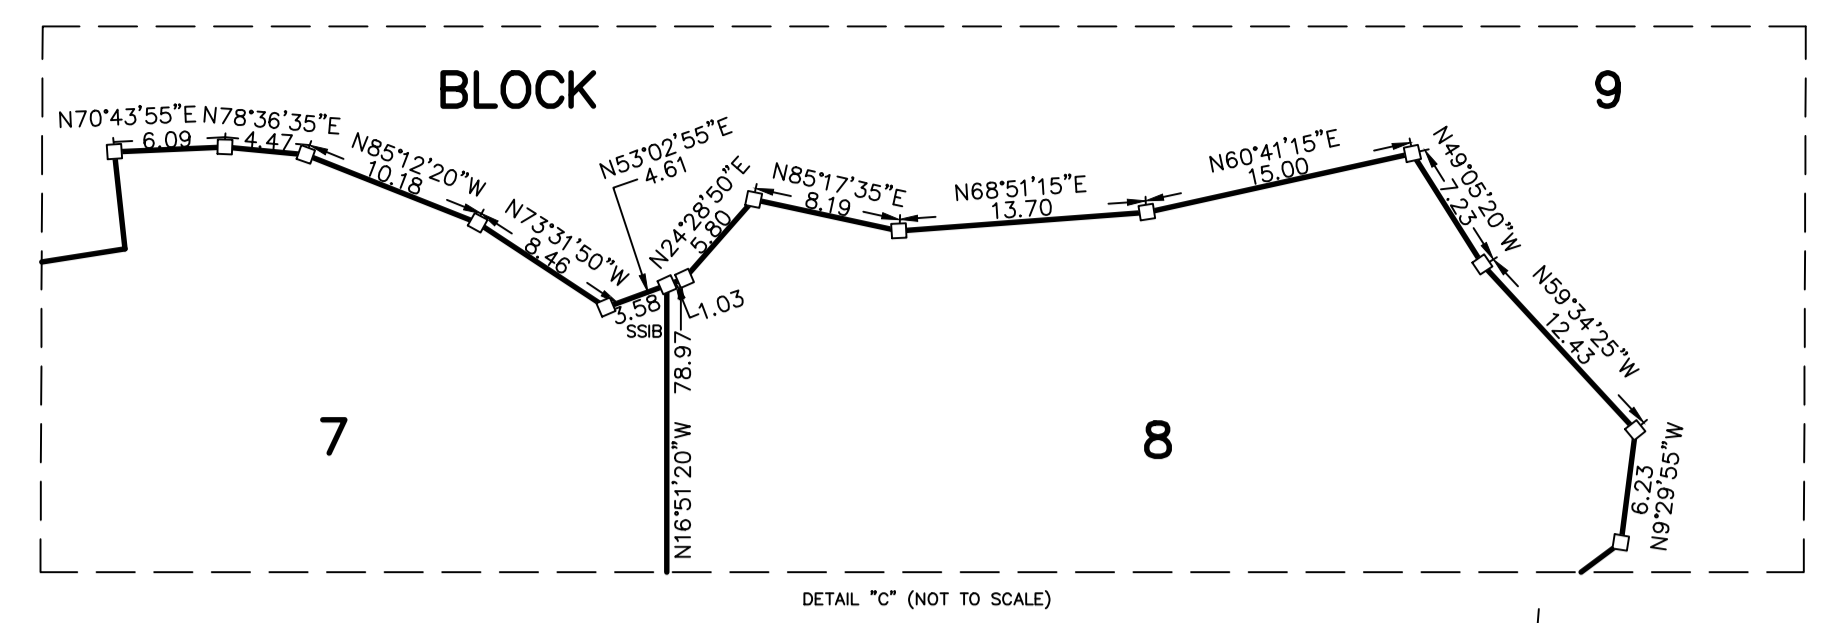 BLOCK
9
N70°43'55"E
6.09
N78°36'35"E
4.47
N85°12'20"W
10.18
N73°31'50"W
8.46
N53°02'55"E
4.61
3.58
SSIB
N24°28'50"E
5.80
1.03
N85°17'35"E
8.19
N68°51'15"E
13.70
N60°41'15"E
15.00
N49°05'20"W
7.23
N59°34'25"W
12.43
6.23
N9°29'55"W
N16°51'20"W 78.97
7
8
DETAIL "C" (NOT TO SCALE)